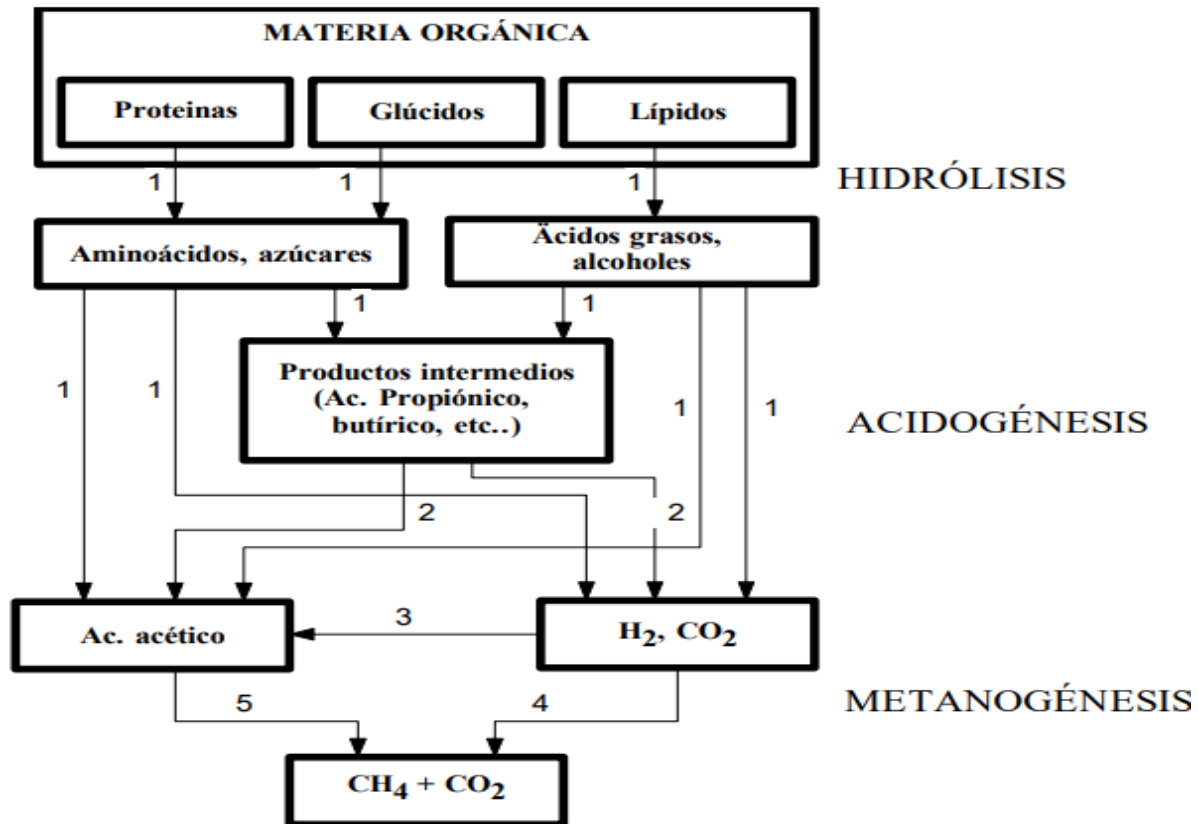 MATERIA ORGÁNICA
Proteinas
Glúcidos
Lípidos
1
1
1
HIDRÓLISIS
Aminoácidos, azúcares
Äcidos grasos,
alcoholes
1
1
Productos intermedios
(Ac. Propiónico,
butírico, etc..)
1
1
1
1
ACIDOGÉNESIS
2
2
Ac. acético
3
H2, CO2
5
4
METANOGÉNESIS
CH4 + CO2